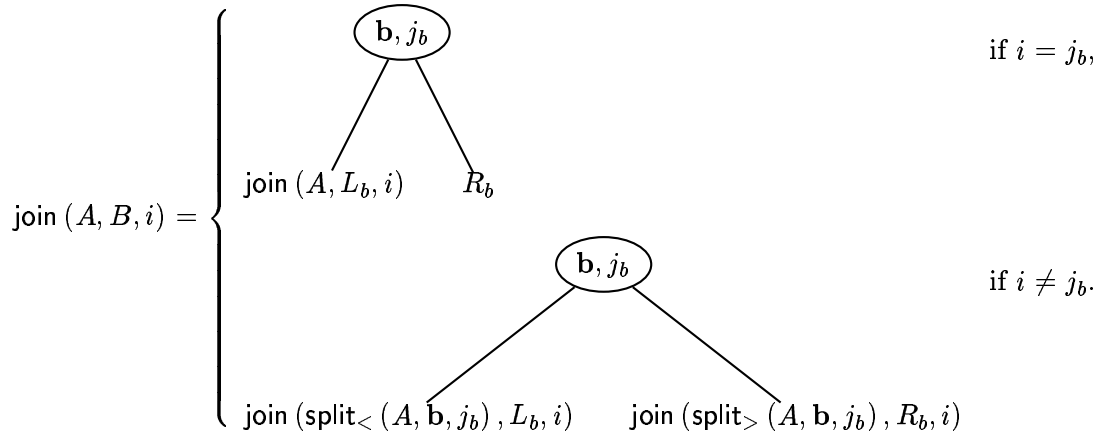 b, j_b
if i = j_b,
join (A, L_b, i) R_b
join (A, B, i) =
b, j_b
if i ≠ j_b.
join (split_< (A, b, j_b) , L_b, i) join (split_> (A, b, j_b) , R_b, i)